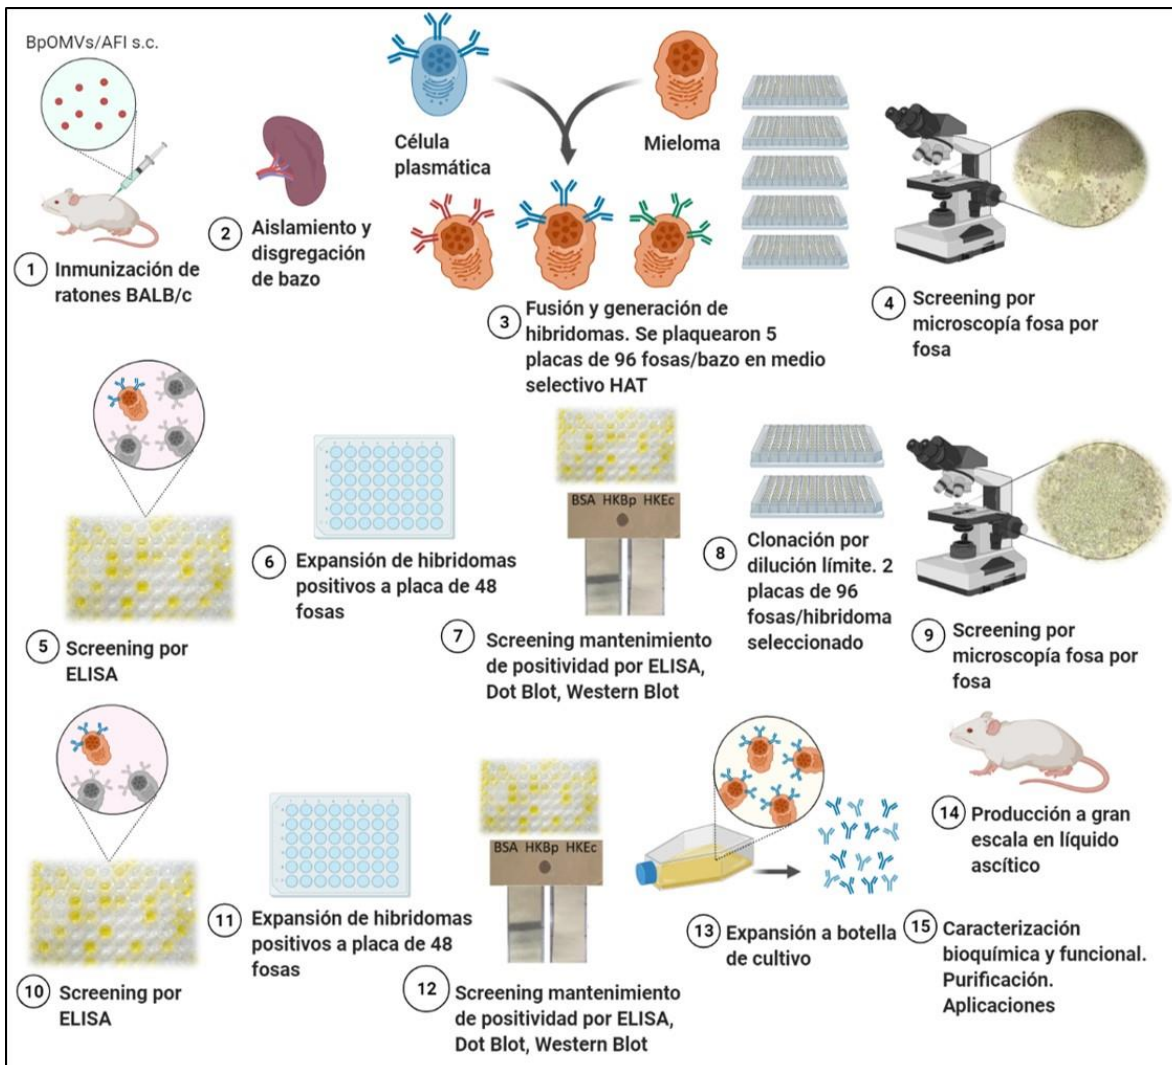 BpOMVs/AFI s.c.
1 Inmunización de
ratones BALB/c
2 Aislamiento y
disgregación
de bazo
Célula
plasmática
Mieloma
3 Fusión y generación de
hibridomas. Se plaquearon 5
placas de 96 fosas/bazo en medio
selectivo HAT
4 Screening por
microscopía fosa por
fosa
5 Screening por
ELISA
6 Expansión de hibridomas
positivos a placa de 48
fosas
BSA HKBp HKEc
7 Screening mantenimiento
de positividad por ELISA,
Dot Blot, Western Blot
8 Clonación por
dilución límite. 2
placas de 96
fosas/hibridoma
seleccionado
9 Screening por
microscopía fosa por
fosa
10 Screening por
ELISA
11 Expansión de hibridomas
positivos a placa de 48
fosas
BSA HKBp HKEc
12 Screening mantenimiento
de positividad por ELISA,
Dot Blot, Western Blot
13 Expansión a botella
de cultivo
14 Producción a gran
escala en líquido
ascítico
15 Caracterización
bioquímica y funcional.
Purificación.
Aplicaciones